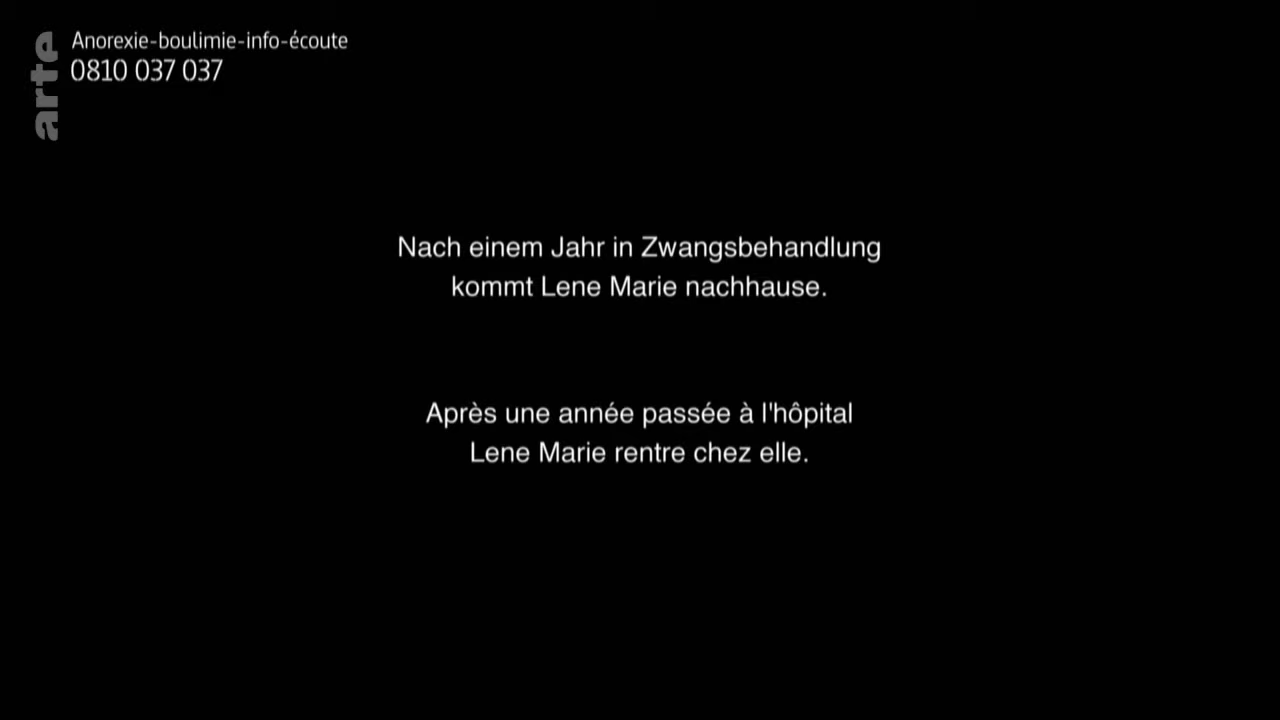 Anorexie-boulimie-info-écoute
0810 037 037
arte
Nach einem Jahr in Zwangsbehandlung
kommt Lene Marie nachhause.
Après une année passée à l'hôpital
Lene Marie rentre chez elle.